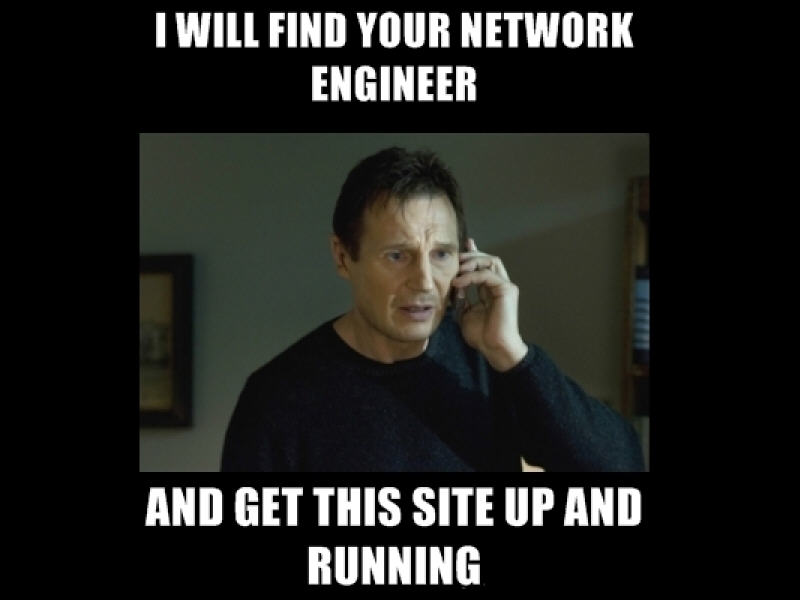 I WILL FIND YOUR NETWORK
ENGINEER
AND GET THIS SITE UP AND
RUNNING